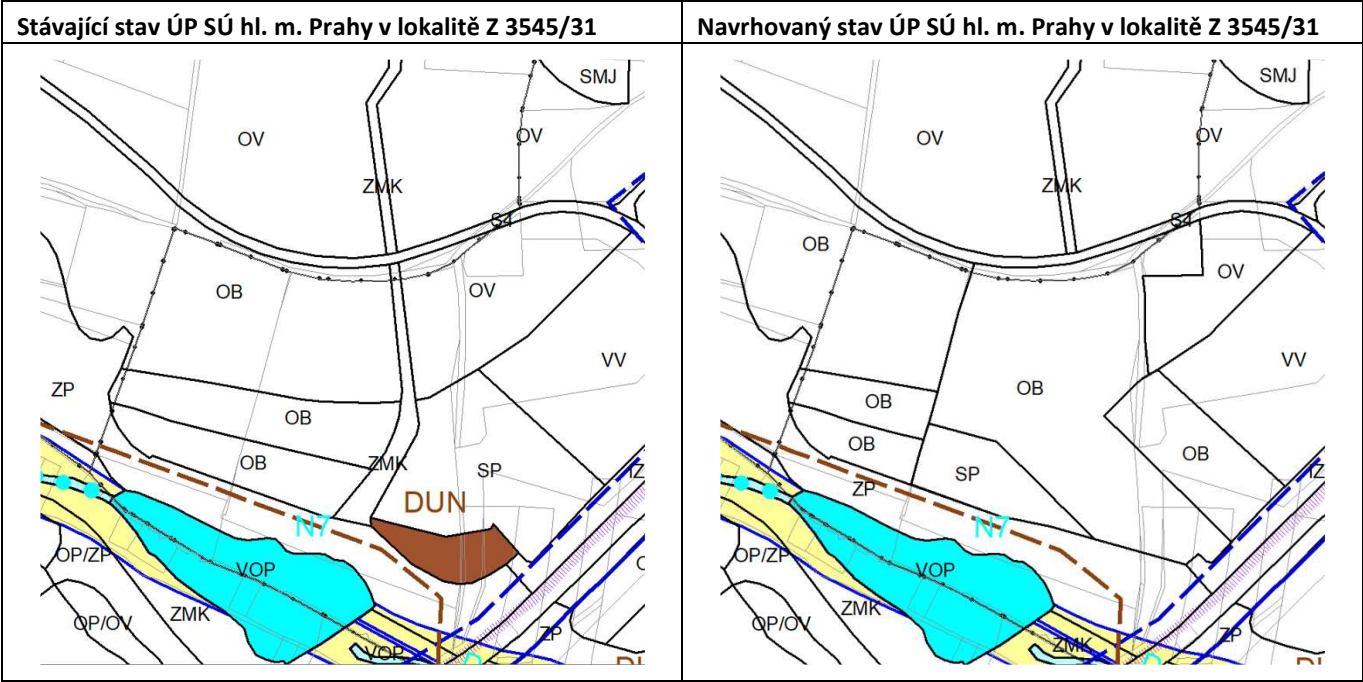 Stávající stav ÚP SÚ hl. m. Prahy v lokalitě Z 3545/31
SMJ
OV
OV
ZMK
S4
OB
OV
VV
ZP
OB
OB
ZMK
SP
IZ
DUN
N7
OP/ZP
VOP
ZMK
OP/OV
ZP
VOP
Navrhovaný stav ÚP SÚ hl. m. Prahy v lokalitě Z 3545/31
SMJ
OV
OV
ZMK
S4
OB
OV
VV
OB
OB
OB
OB
SP
IZ
ZP
N7
OP/ZP
VOP
ZMK
OP/OV
ZP
ZMK